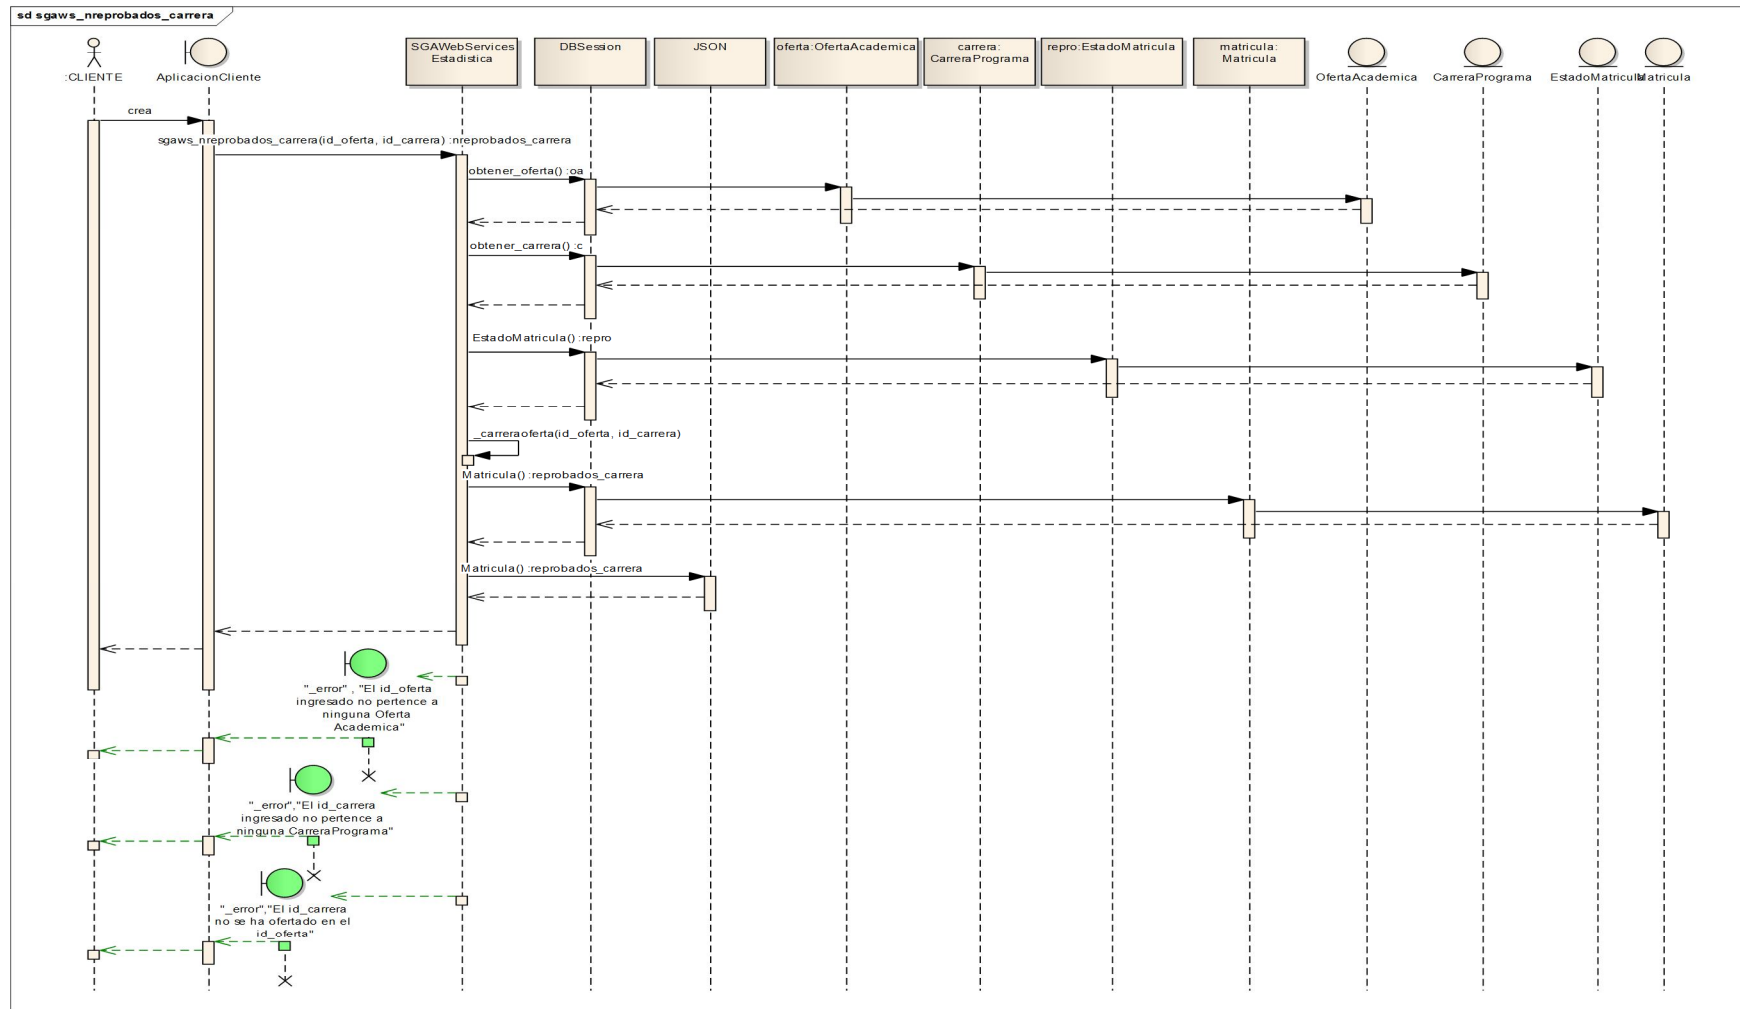 sd sgaws_nreprobados_carrera
:CLIENTE
AplicacionCliente
SGAWebServices
Estadistica
DBSession
JSON
oferta:OfertaAcademica
carrera:
CarreraPrograma
repro:EstadoMatricula
matricula:
Matricula
OfertaAcademica
CarreraPrograma
EstadoMatricula
Matricula
crea
sgaws_nreprobados_carrera(id_oferta, id_carrera) :nreprobados_carrera
obtener_oferta() :oa
obtener_carrera() :c
EstadoMatricula() :repro
_carreraoferta(id_oferta, id_carrera)
Matricula() :reprobados_carrera
Matricula() :reprobados_carrera
"_error" , "El id_oferta
ingresado no pertence a
ninguna Oferta
Academica"
"_error","El id_carrera
ingresado no pertence a
ninguna CarreraPrograma"
"_error","El id_carrera
no se ha ofertado en el
id_oferta"